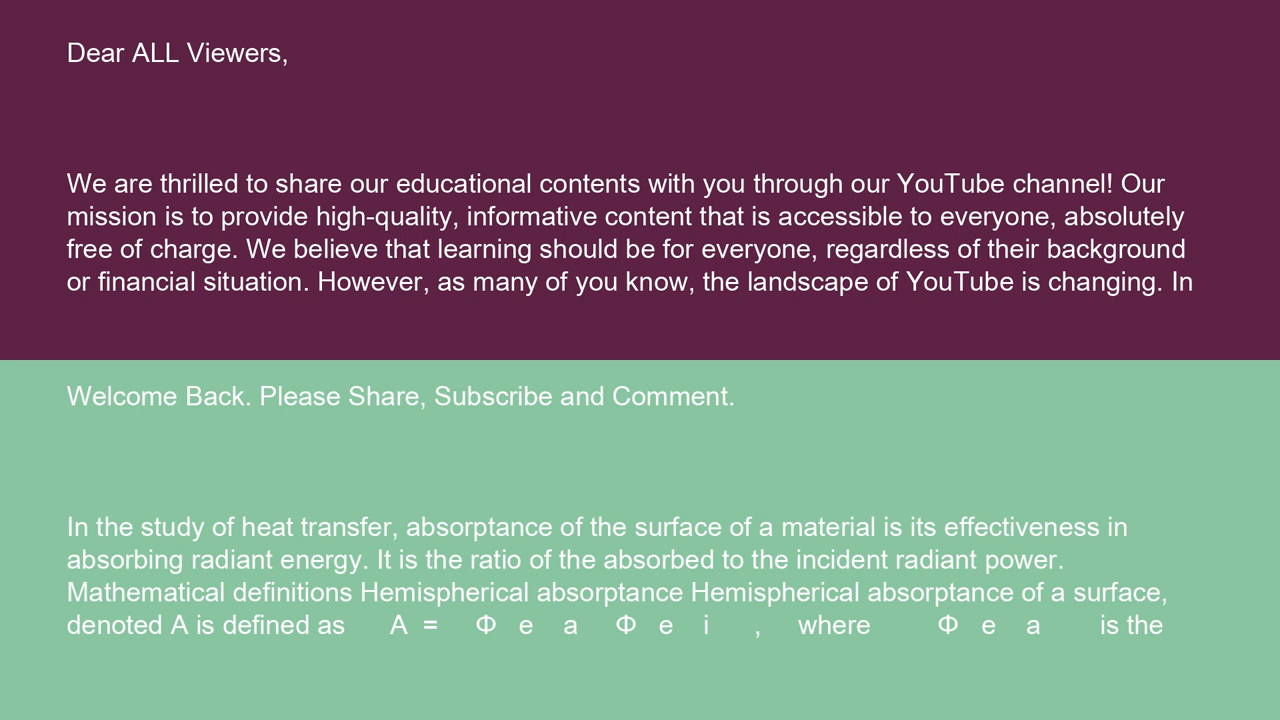 Dear ALL Viewers,
We are thrilled to share our educational contents with you through our YouTube channel! Our
mission is to provide high-quality, informative content that is accessible to everyone, absolutely
free of charge. We believe that learning should be for everyone, regardless of their background
or financial situation. However, as many of you know, the landscape of YouTube is changing. In
Welcome Back. Please Share, Subscribe and Comment.
In the study of heat transfer, absorptance of the surface of a material is its effectiveness in
absorbing radiant energy. It is the ratio of the absorbed to the incident radiant power.
Mathematical definitions Hemispherical absorptance Hemispherical absorptance of a surface,
denoted A is defined as A = Φ e a Φ e i , where Φ e a is the